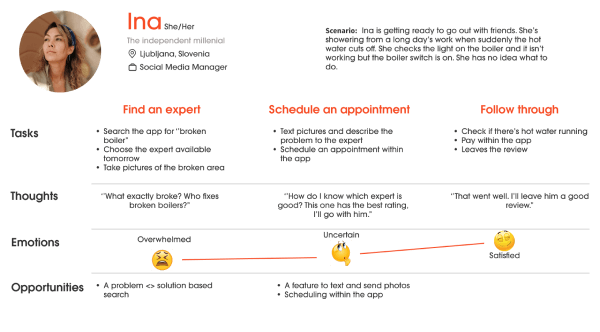 Ina She/Her
The independent millenial
Ljubljana, Slovenia
Social Media Manager
Scenario: Ina is getting ready to go out with friends. She's
showering from a long day's work when suddenly the hot
water cuts off. She checks the light on the boiler and it isn't
working but the boiler switch is on. She has no idea what to
do.
Find an expert
Schedule an appointment
Follow through
Tasks
• Search the app for "broken
boiler"
• Choose the expert available
tomorrow
• Take pictures of the broken area
• Text pictures and describe the
problem to the expert
• Schedule an appointment within
the app
• Check if there's hot water running
• Pay within the app
• Leaves the review
Thoughts
"What exactly broke? Who fixes
broken boilers?"
"How do I know which expert is
good? This one has the best rating,
I'll go with him."
"That went well. I'll leave him a good
review."
Emotions
Overwhelmed
Uncertain
Satisfied
Opportunities
• A problem <> solution based
search
• A feature to text and send photos
• Scheduling within the app